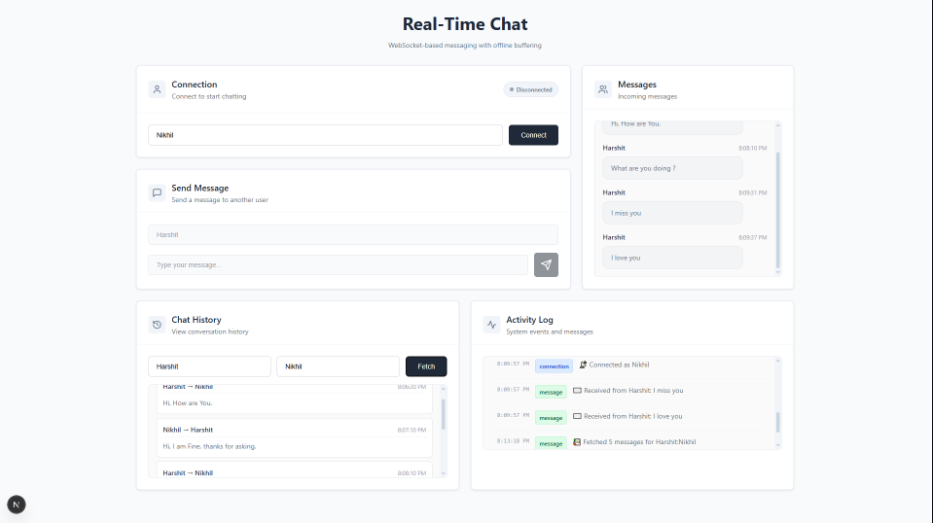 Real-Time Chat
WebSocket-based messaging with offline buffering
Connection
Connect to start chatting
Disconnected
Nikhil
Connect
Send Message
Send a message to another user
Harshit
Type your message...
Messages
Incoming messages
Hi, How are You.
Harshit
8:08:10 PM
What are you doing ?
Harshit
8:09:31 PM
I miss you
Harshit
8:09:37 PM
I love you
Chat History
View conversation history
Harshit
Nikhil
Fetch
Harshit → Nikhil
8:06:20 PM
Hi, How are You.
Nikhil → Harshit
8:07:10 PM
Hi, I am Fine, thanks for asking.
Harshit → Nikhil
8:08:10 PM
Activity Log
System events and messages
8:09:57 PM connection Connected as Nikhil
8:09:57 PM message Received from Harshit: I miss you
8:09:57 PM message Received from Harshit: I love you
8:13:18 PM message Fetched 5 messages for Harshit:Nikhil
N